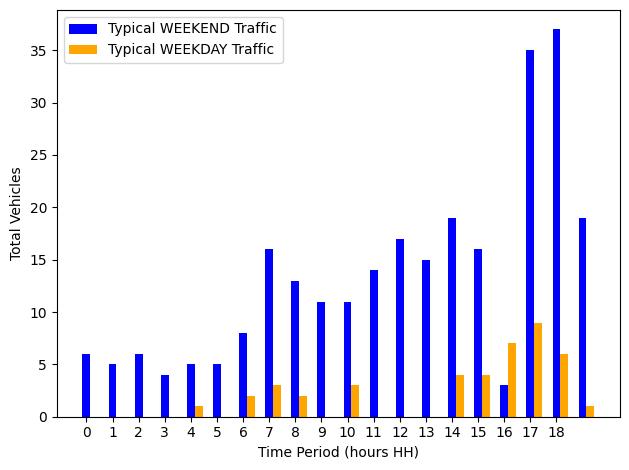 Typical WEEKEND Traffic
Typical WEEKDAY Traffic
35
30
25
20
15
10
5
0
Total Vehicles
0 1 2 3 4 5 6 7 8 9 10 11 12 13 14 15 16 17 18
Time Period (hours HH)